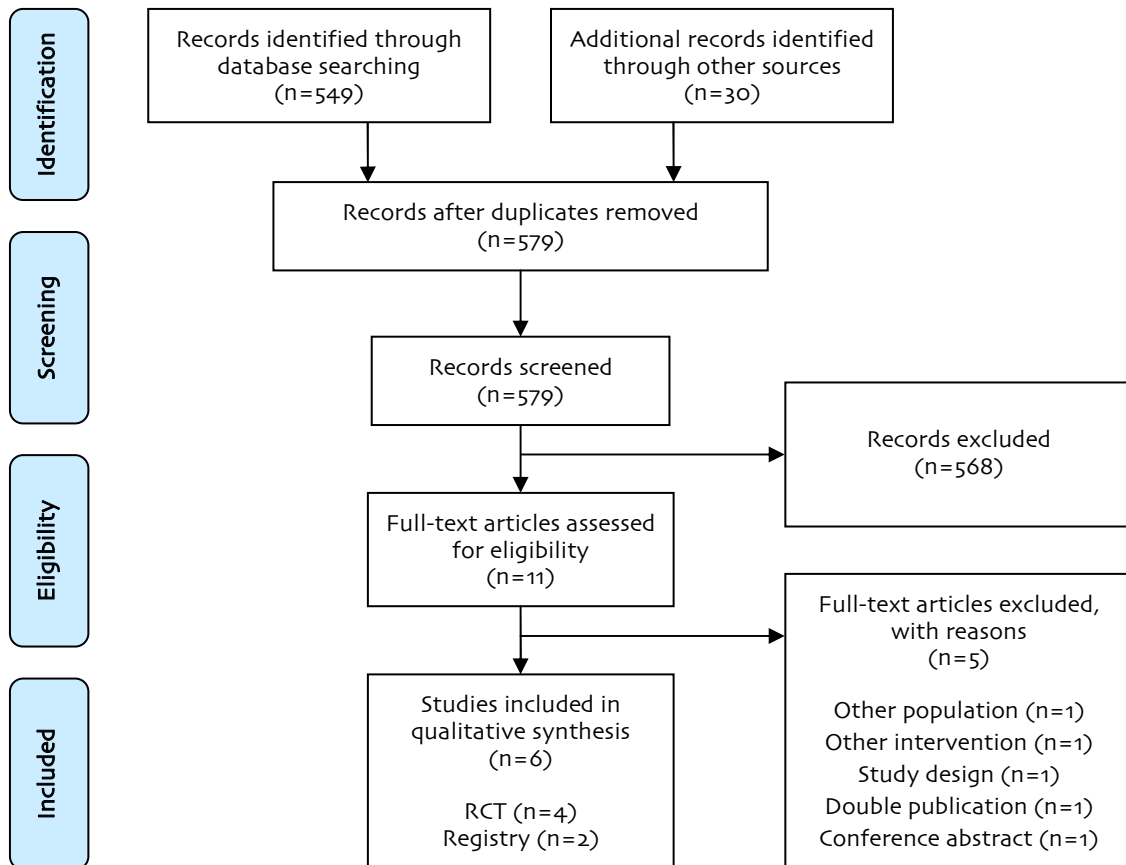 Identification
Records identified through
database searching
(n=549)
Additional records identified
through other sources
(n=30)
Records after duplicates removed
(n=579)
Screening
Records screened
(n=579)
Records excluded
(n=568)
Eligibility
Full-text articles assessed
for eligibility
(n=11)
Full-text articles excluded,
with reasons
(n=5)
Other population (n=1)
Other intervention (n=1)
Study design (n=1)
Double publication (n=1)
Conference abstract (n=1)
Included
Studies included in
qualitative synthesis
(n=6)
RCT (n=4)
Registry (n=2)